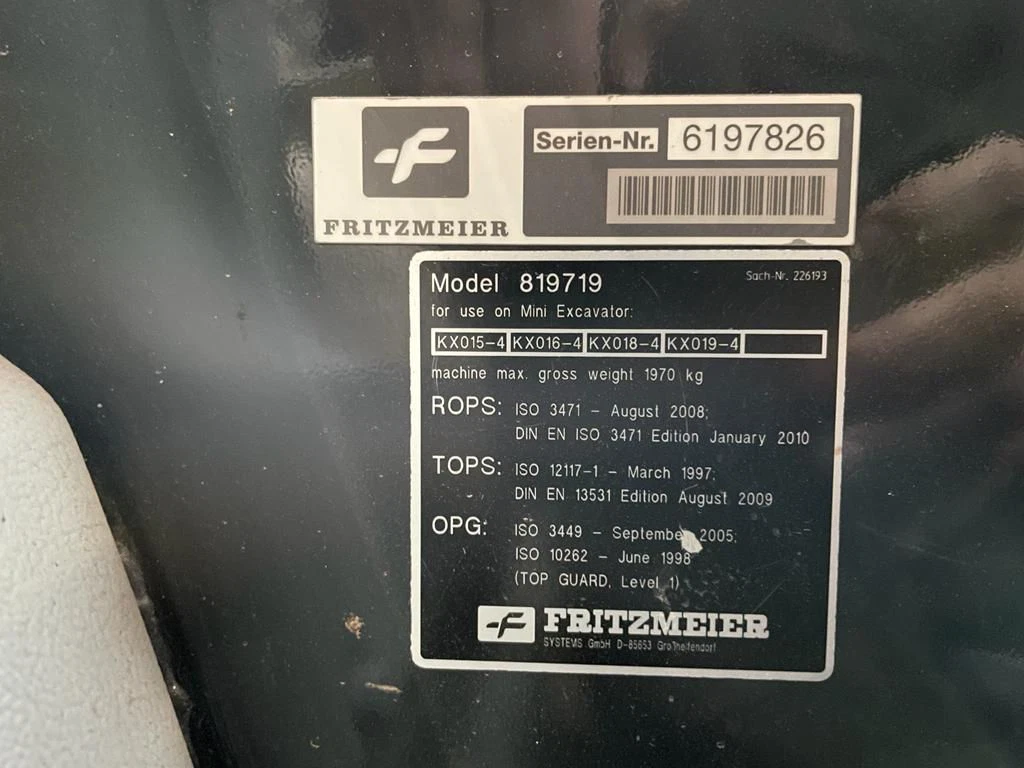 Serien-Nr. 6197826
FRITZMEIER
Model 819719
Sach-Nr. 226193
for use on Mini Excavator:
KX015-4 KX016-4 KX018-4 KX019-4
machine max. gross weight 1970 kg
ROPS: ISO 3471 - August 2008;
DIN EN ISO 3471 Edition January 2010
TOPS: ISO 12117-1 - March 1997;
DIN EN 13531 Edition August 2009
OPG: ISO 3449 - September 2005;
ISO 10262 - June 1998
(TOP GUARD, Level 1)
FRITZMEIER
SYSTEMS GmbH D-85653